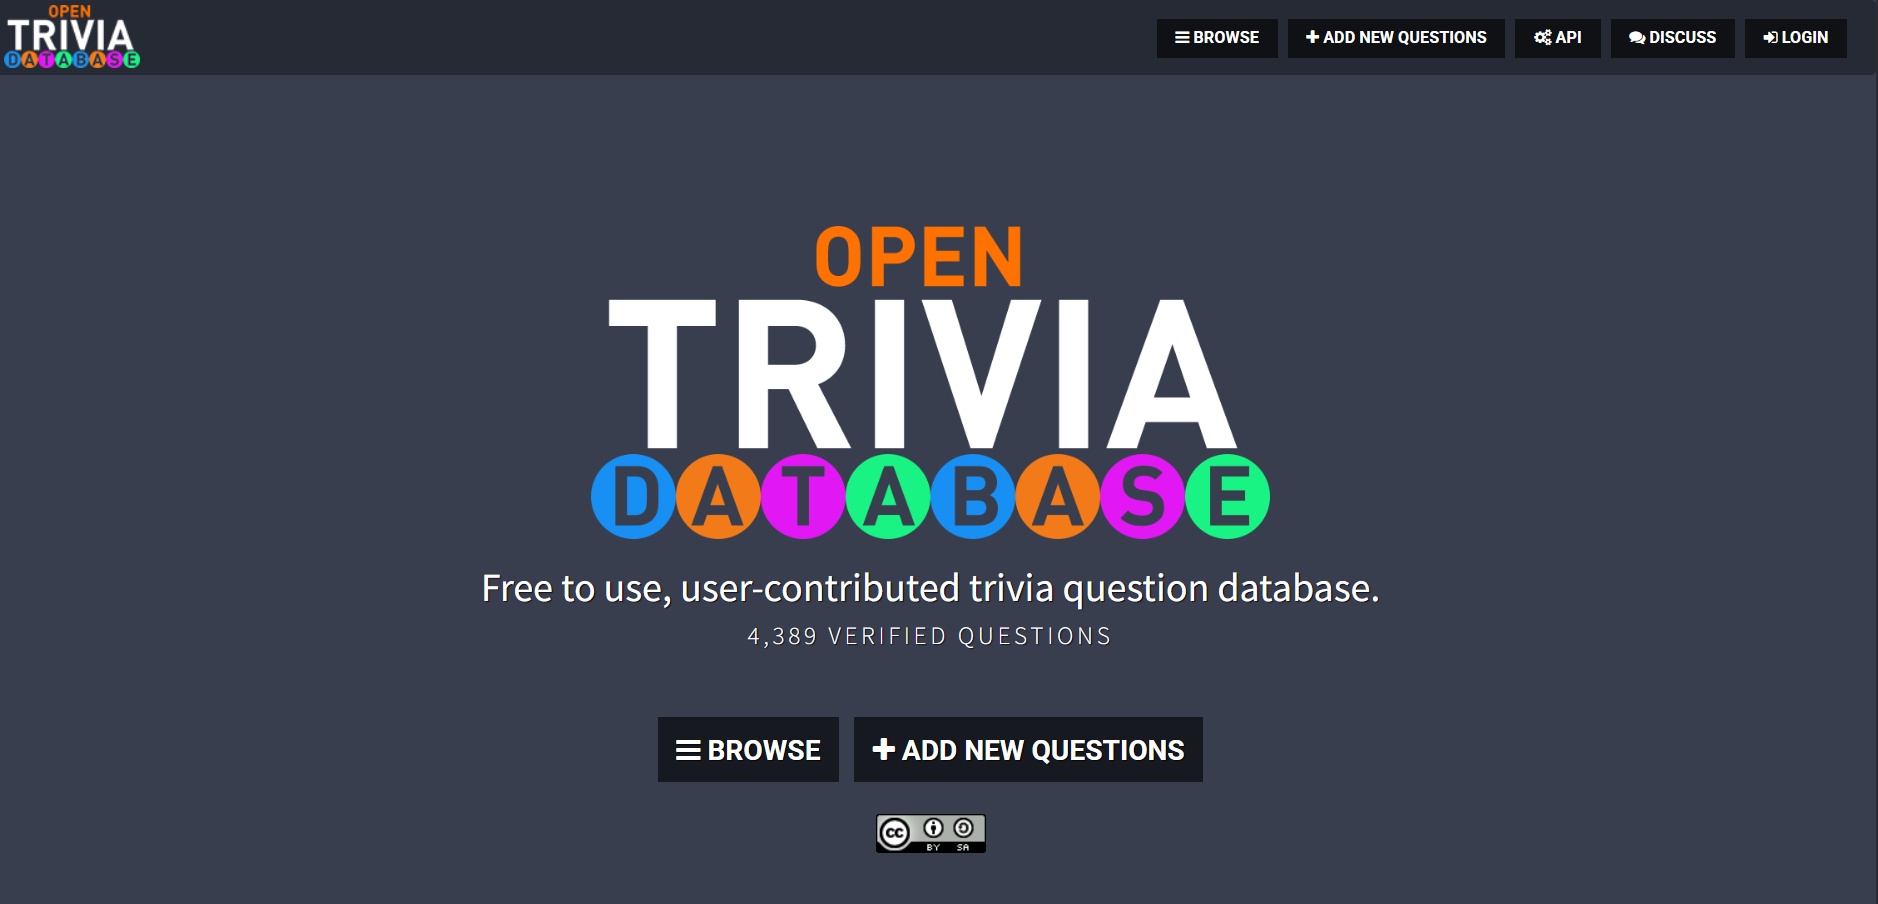 OPEN
TRIVIA
DATABASE
BROWSE
ADD NEW QUESTIONS
API
DISCUSS
LOGIN
OPEN
TRIVIA
DATABASE
Free to use, user-contributed trivia question database.
4,389 VERIFIED QUESTIONS
BROWSE
ADD NEW QUESTIONS
cc
BY SA